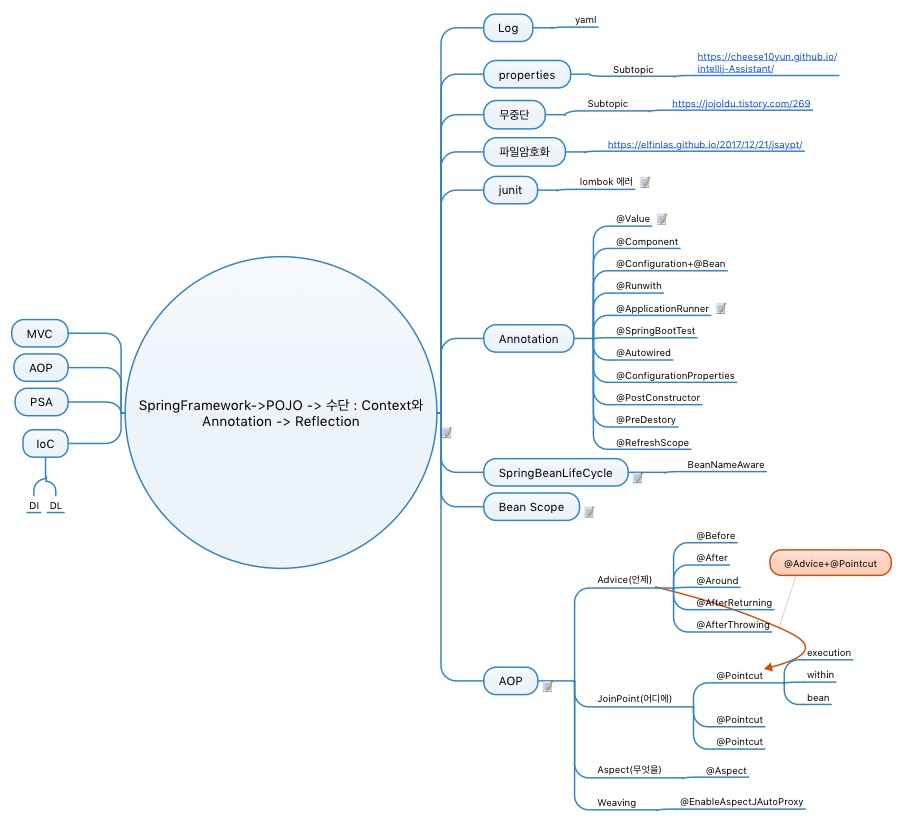 SpringFramework->POJO -> 수단 : Context와
Annotation -> Reflection
MVC
AOP
PSA
IoC
DI
DL
Log
yaml
properties
Subtopic
https://cheese10yun.github.io/
intellij-Assistant/
무중단
Subtopic
https://jojoldu.tistory.com/269
파일암호화
https://elfinlas.github.io/2017/12/21/jsaypt/
junit
lombok 에러
Annotation
@Value
@Component
@Configuration+@Bean
@Runwith
@ApplicationRunner
@SpringBootTest
@Autowired
@ConfigurationProperties
@PostConstructor
@PreDestory
@RefreshScope
SpringBeanLifeCycle
BeanNameAware
Bean Scope
AOP
Advice(언제)
@Before
@After
@Around
@AfterReturning
@AfterThrowing
@Advice+@Pointcut
JoinPoint(어디에)
@Pointcut
execution
within
bean
@Pointcut
@Pointcut
Aspect(무엇을)
@Aspect
Weaving
@EnableAspectJAutoProxy